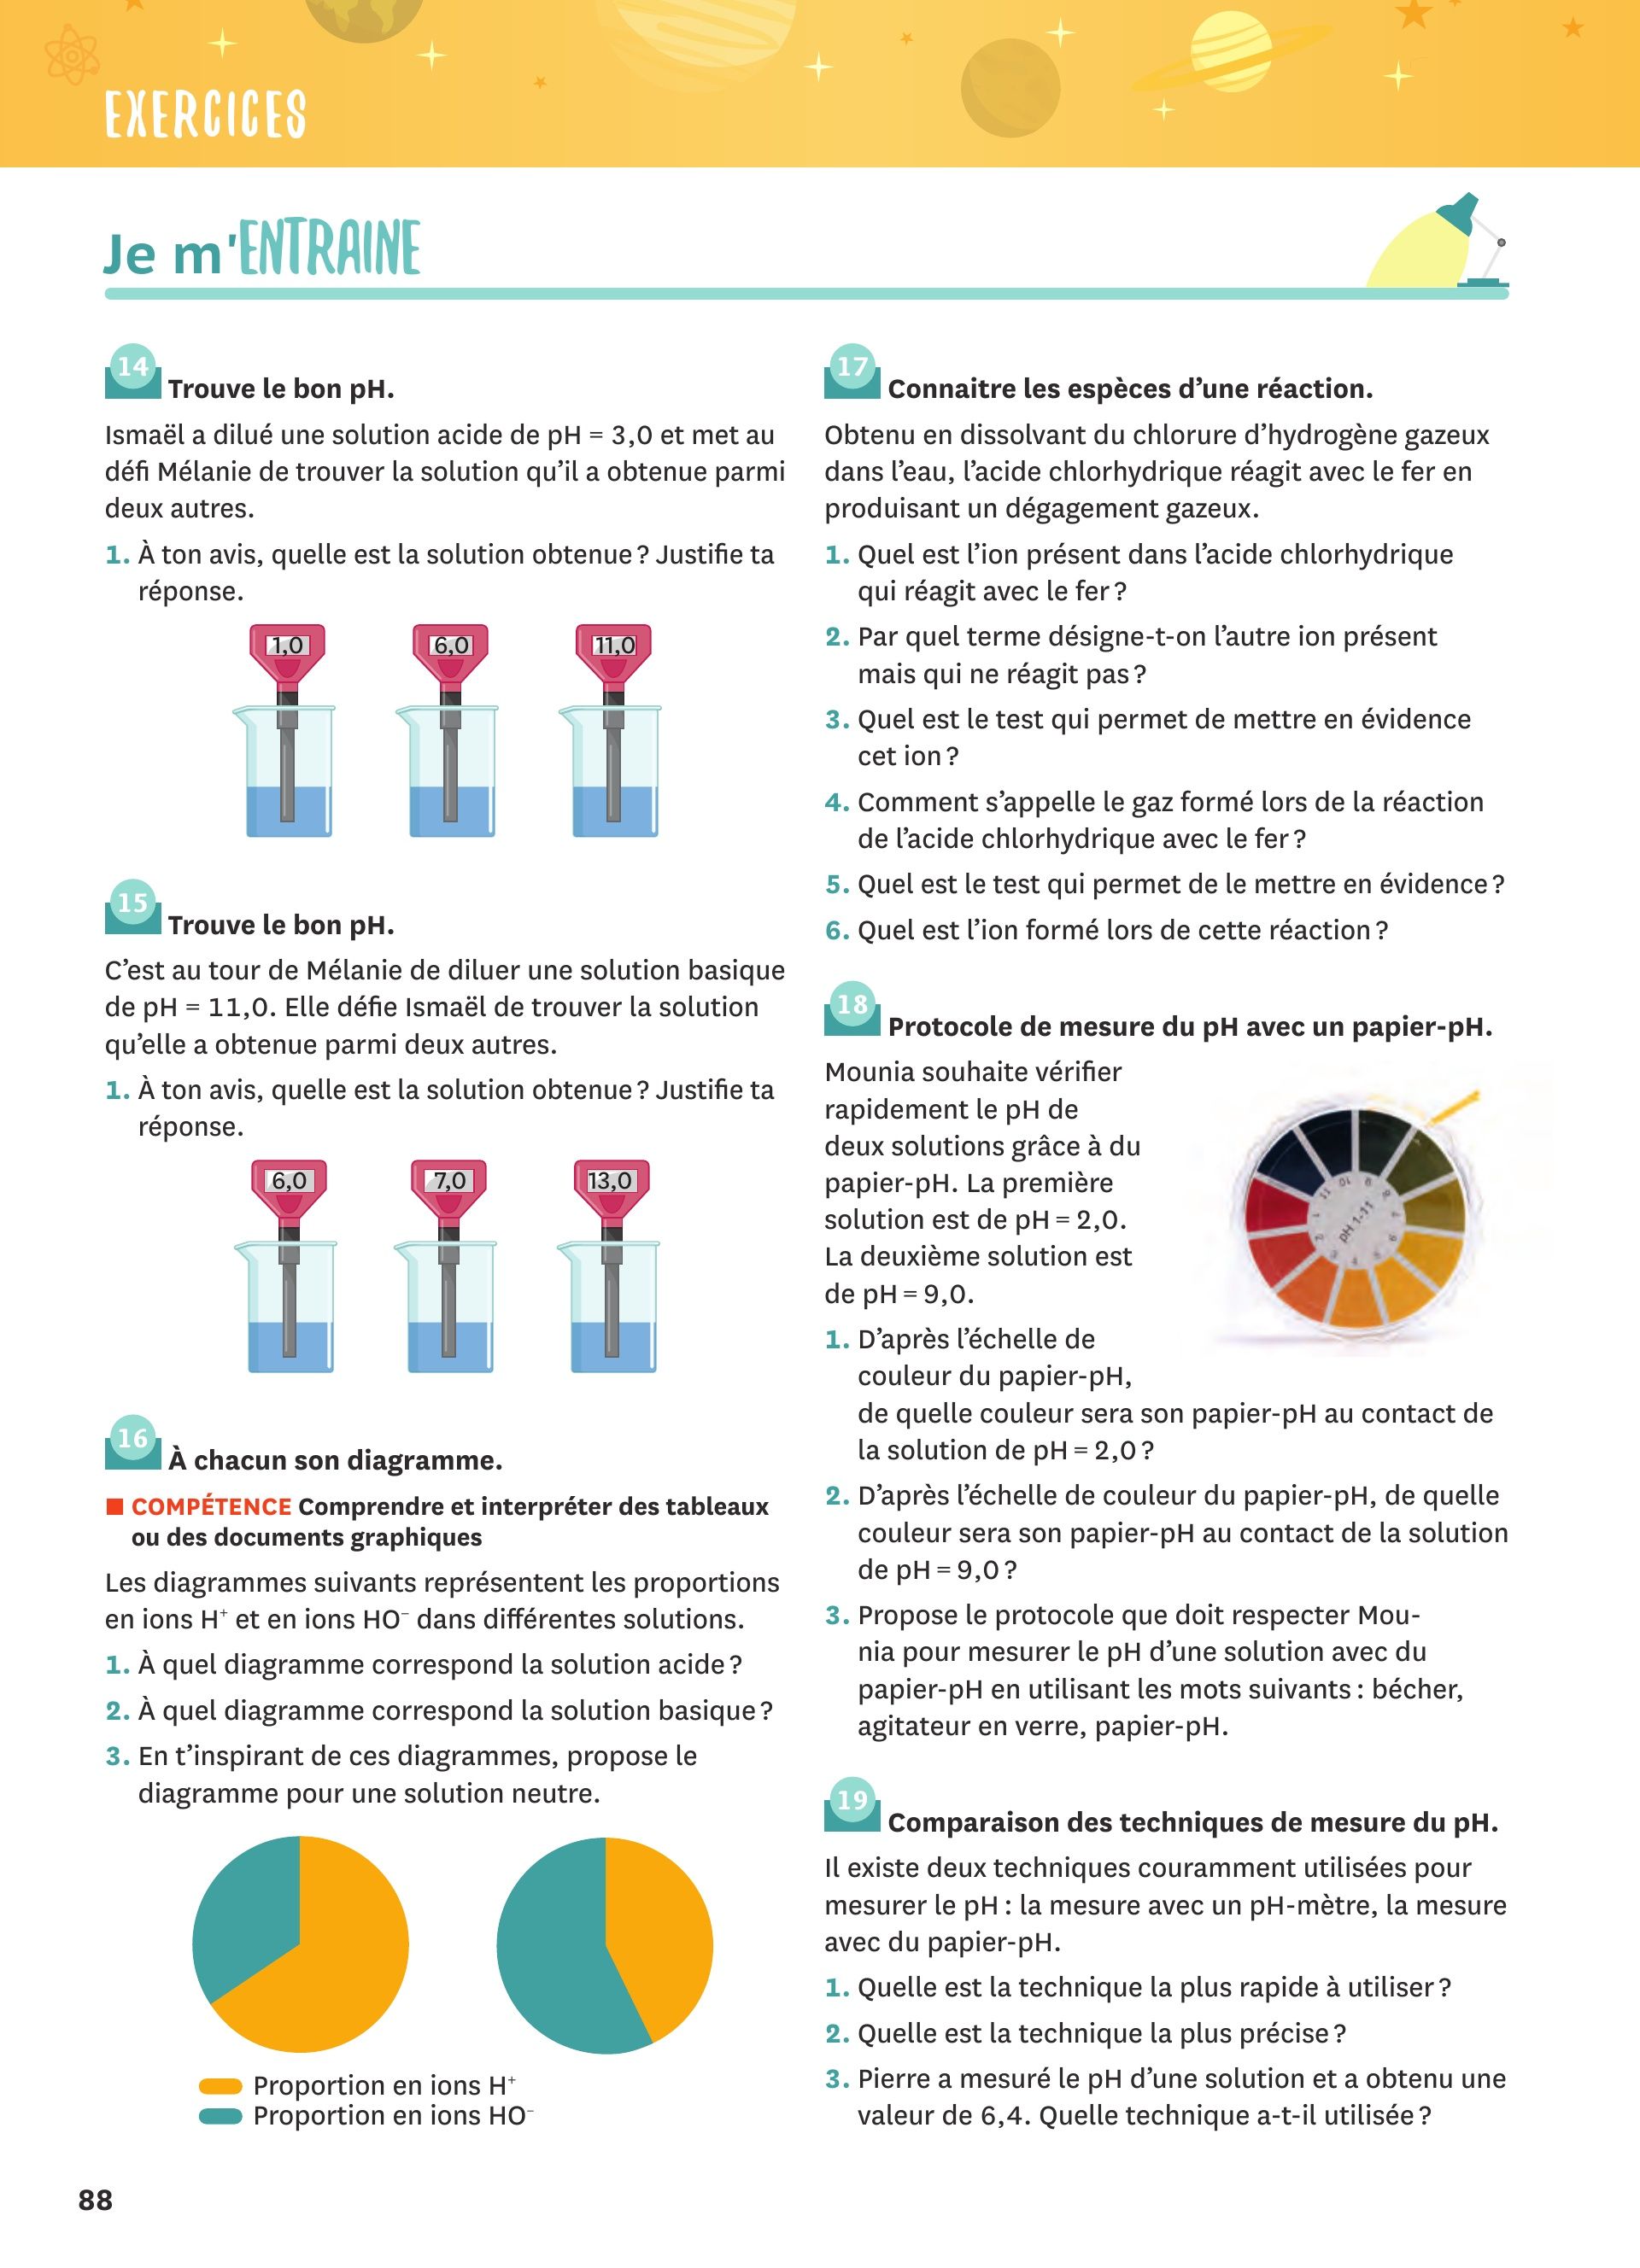 EXERCICES
Je m'ENTRAINE
14 Trouve le bon pH.
Ismaël a dilué une solution acide de pH = 3,0 et met au
défi Mélanie de trouver la solution qu’il a obtenue parmi
deux autres.
1. À ton avis, quelle est la solution obtenue ? Justifie ta
réponse.
1,0 6,0 11,0
15 Trouve le bon pH.
C’est au tour de Mélanie de diluer une solution basique
de pH = 11,0. Elle défie Ismaël de trouver la solution
qu’elle a obtenue parmi deux autres.
1. À ton avis, quelle est la solution obtenue ? Justifie ta
réponse.
6,0 7,0 13,0
16 À chacun son diagramme.
COMPÉTENCE Comprendre et interpréter des tableaux
ou des documents graphiques
Les diagrammes suivants représentent les proportions
en ions H⁺ et en ions HO⁻ dans différentes solutions.
1. À quel diagramme correspond la solution acide ?
2. À quel diagramme correspond la solution basique ?
3. En t’inspirant de ces diagrammes, propose le
diagramme pour une solution neutre.
Proportion en ions H⁺
Proportion en ions HO⁻
17 Connaitre les espèces d’une réaction.
Obtenu en dissolvant du chlorure d’hydrogène gazeux
dans l’eau, l’acide chlorhydrique réagit avec le fer en
produisant un dégagement gazeux.
1. Quel est l’ion présent dans l’acide chlorhydrique
qui réagit avec le fer ?
2. Par quel terme désigne-t-on l’autre ion présent
mais qui ne réagit pas ?
3. Quel est le test qui permet de mettre en évidence
cet ion ?
4. Comment s’appelle le gaz formé lors de la réaction
de l’acide chlorhydrique avec le fer ?
5. Quel est le test qui permet de le mettre en évidence ?
6. Quel est l’ion formé lors de cette réaction ?
18 Protocole de mesure du pH avec un papier-pH.
Mounia souhaite vérifier
rapidement le pH de
deux solutions grâce à du
papier-pH. La première
solution est de pH = 2,0.
La deuxième solution est
de pH = 9,0.
pH 1-11
1. D’après l’échelle de
couleur du papier-pH,
de quelle couleur sera son papier-pH au contact de
la solution de pH = 2,0 ?
2. D’après l’échelle de couleur du papier-pH, de quelle
couleur sera son papier-pH au contact de la solution
de pH = 9,0 ?
3. Propose le protocole que doit respecter Mou-
nia pour mesurer le pH d’une solution avec du
papier-pH en utilisant les mots suivants : bécher,
agitateur en verre, papier-pH.
19 Comparaison des techniques de mesure du pH.
Il existe deux techniques couramment utilisées pour
mesurer le pH : la mesure avec un pH-mètre, la mesure
avec du papier-pH.
1. Quelle est la technique la plus rapide à utiliser ?
2. Quelle est la technique la plus précise ?
3. Pierre a mesuré le pH d’une solution et a obtenu une
valeur de 6,4. Quelle technique a-t-il utilisée ?
88